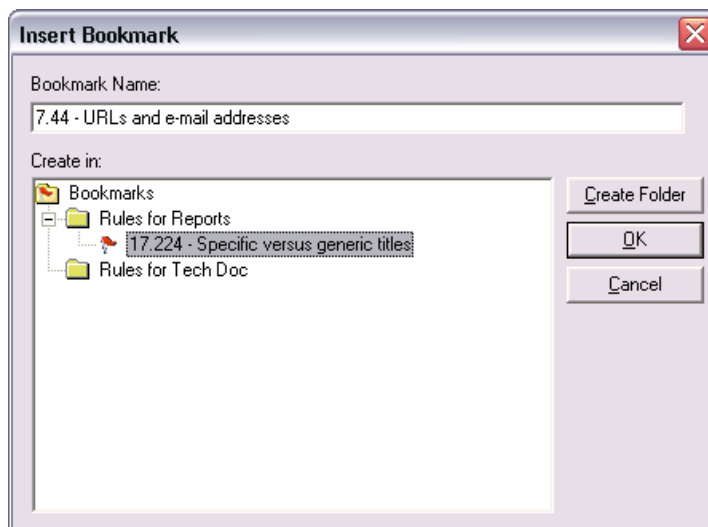 Insert Bookmark
Bookmark Name:
7.44 - URLs and e-mail addresses
Create in:
Bookmarks
Rules for Reports
17.224 - Specific versus generic titles
Rules for Tech Doc
Create Folder
OK
Cancel